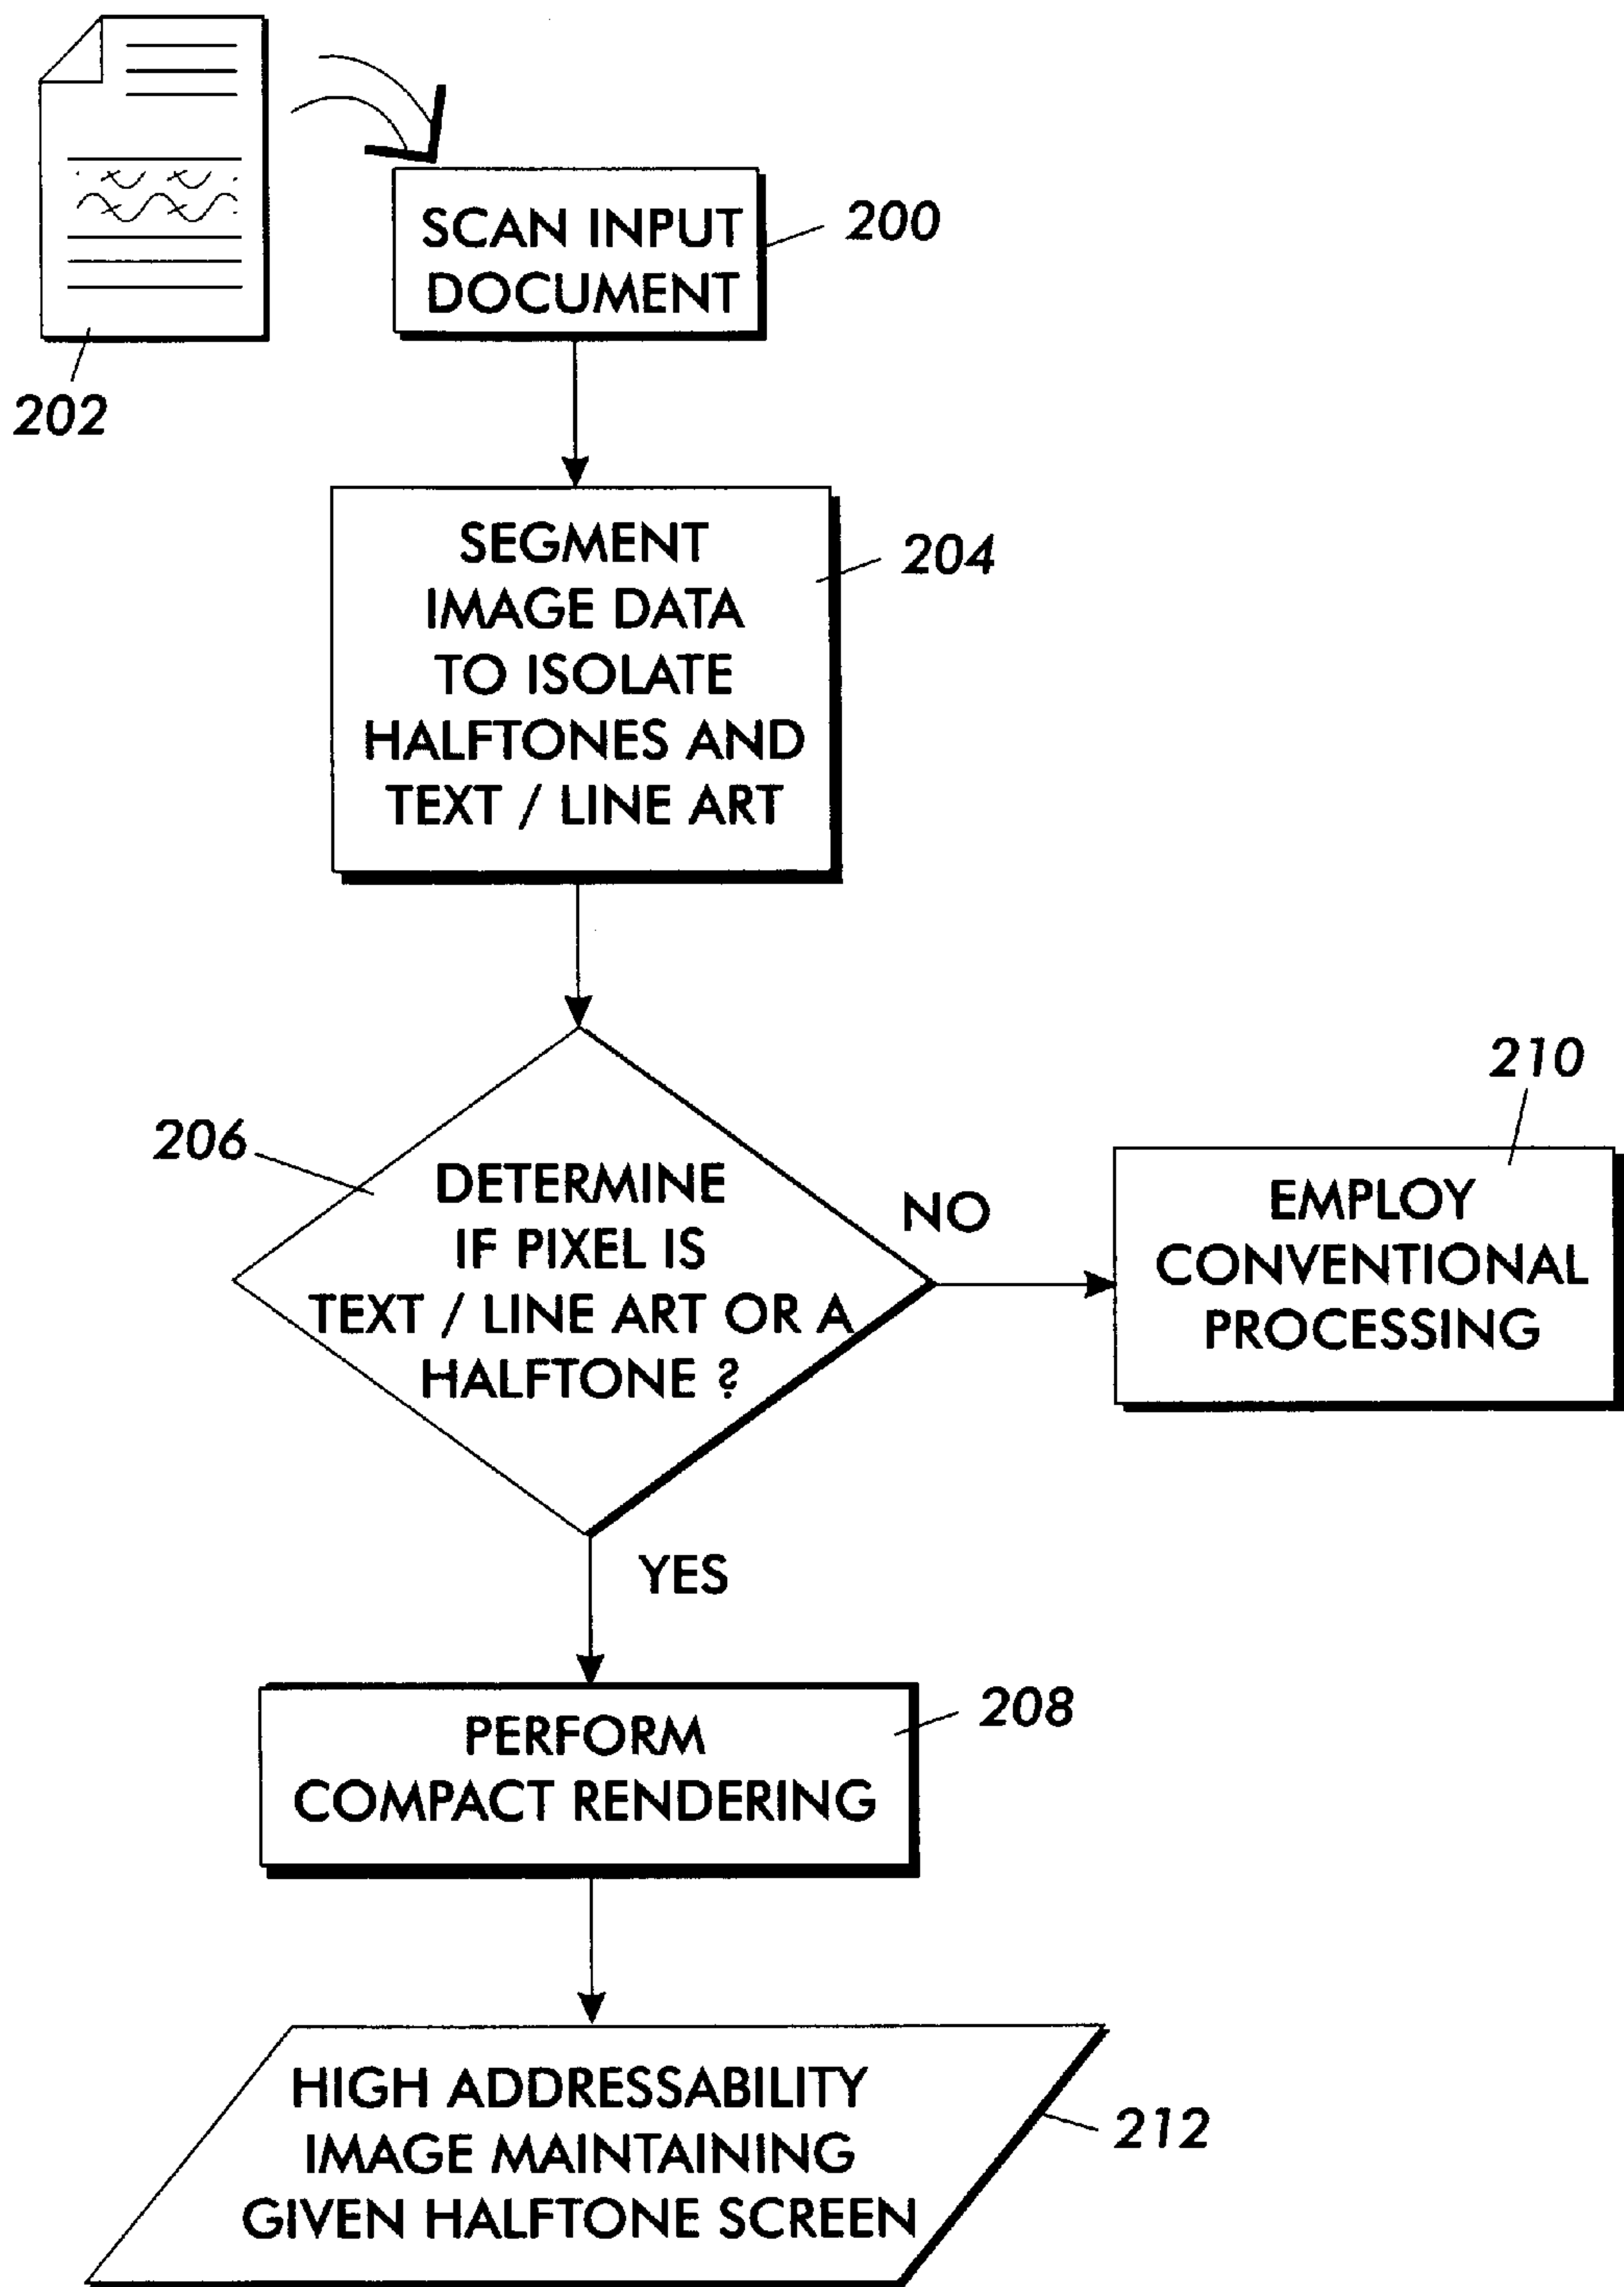 SCAN INPUT
DOCUMENT
200
202
SEGMENT
IMAGE DATA
TO ISOLATE
HALFTONES AND
TEXT / LINE ART
204
206
DETERMINE
IF PIXEL IS
TEXT / LINE ART OR A
HALFTONE ?
NO
210
EMPLOY
CONVENTIONAL
PROCESSING
YES
PERFORM
COMPACT RENDERING
208
HIGH ADDRESSABILITY
IMAGE MAINTAINING
GIVEN HALFTONE SCREEN
212